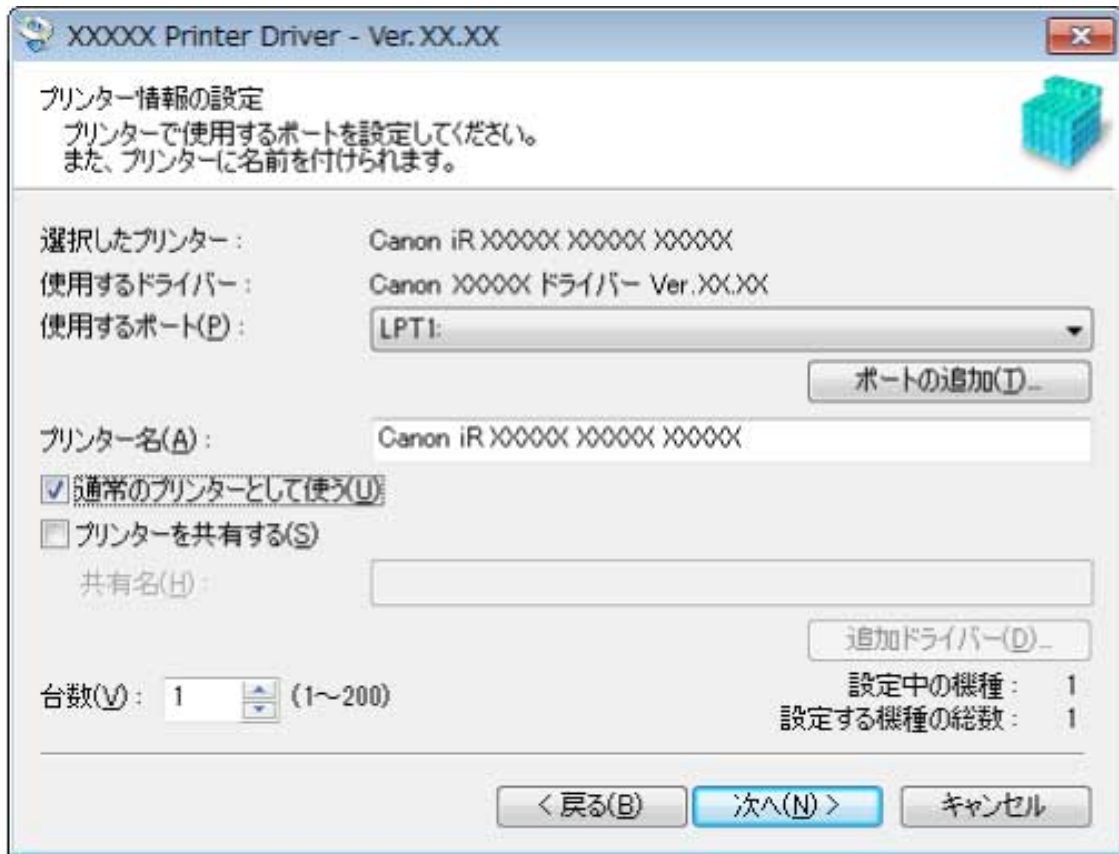 XXXXX Printer Driver - Ver. XX.XX
プリンター情報の設定
プリンターで使用するポートを設定してください。
また、プリンターに名前を付けられます。
選択したプリンター : Canon iR XXXXX XXXXX XXXXX
使用するドライバー : Canon XXXXX ドライバー Ver.XX.XX
使用するポート(P) : LPT1:
ポートの追加(T)...
プリンター名(A) : Canon iR XXXXX XXXXX XXXXX
通常のプリンターとして使う(U)
プリンターを共有する(S)
共有名(H) :
追加ドライバー(D)...
台数(V) : 1 (1～200)
設定中の機種 : 1
設定する機種の総数 : 1
< 戻る(B)
次へ(N) >
キャンセル